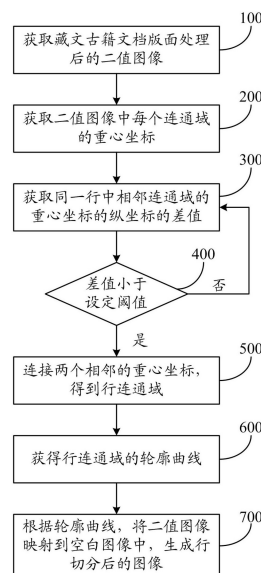 100
获取藏文古籍文档版面处理
后的二值图像
200
获取二值图像中每个连通域
的重心坐标
300
获取同一行中相邻连通域的
重心坐标的纵坐标的差值
400
差值小于
设定阈值
否
是
500
连接两个相邻的重心坐标，
得到行连通域
600
获得行连通域的轮廓曲线
700
根据轮廓曲线，将二值图像
映射到空白图像中，生成行
切分后的图像